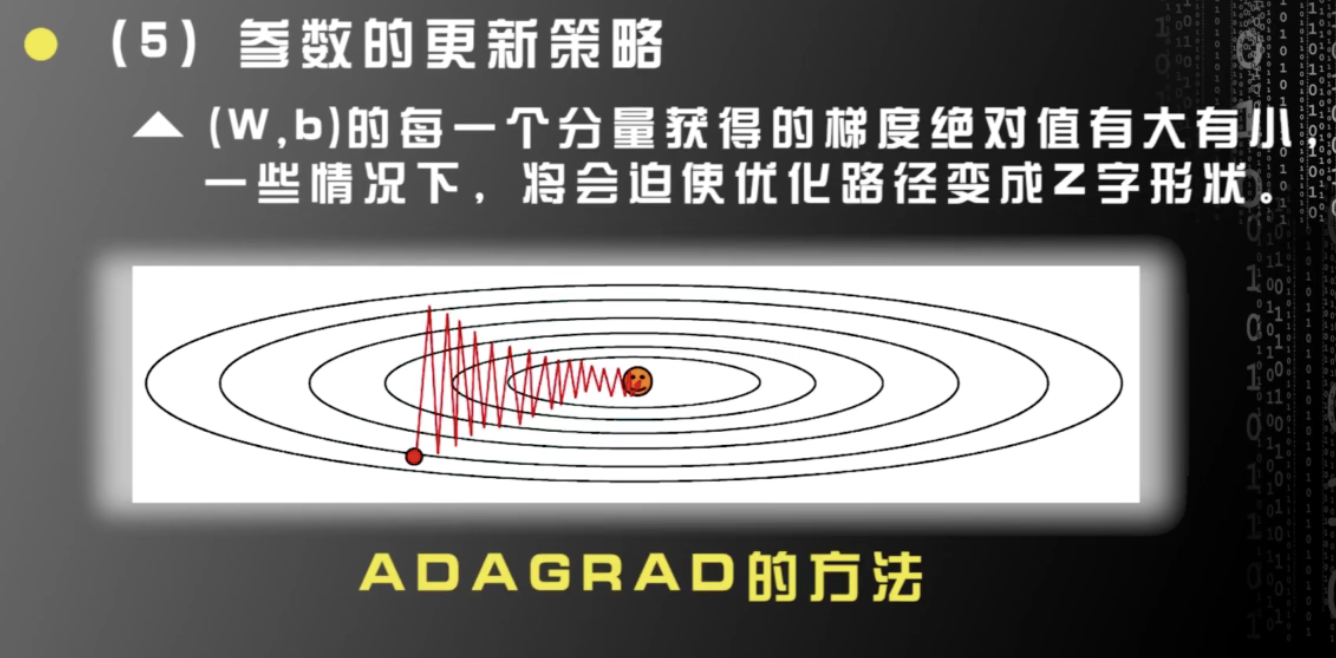 (5) 参数的更新策略
(W,b)的每一个分量获得的梯度绝对值有大有小,
一些情况下，将会迫使优化路径变成Z字形状。
ADAGRAD的方法